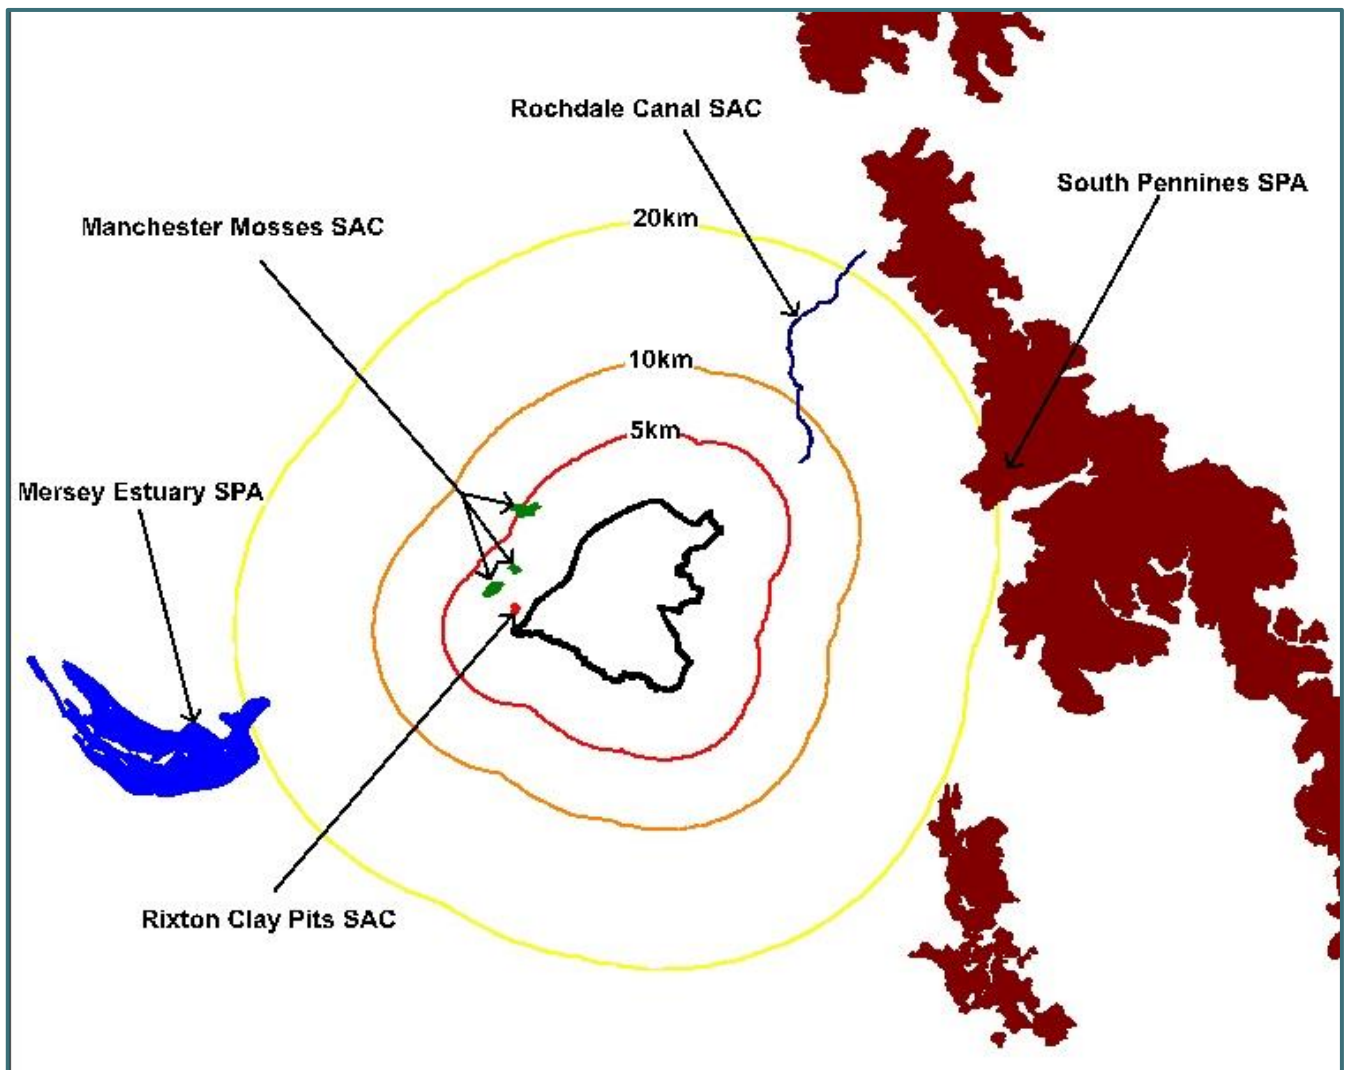 Rochdale Canal SAC
South Pennines SPA
Manchester Mosses SAC
20km
10km
5km
Mersey Estuary SPA
Rixton Clay Pits SAC